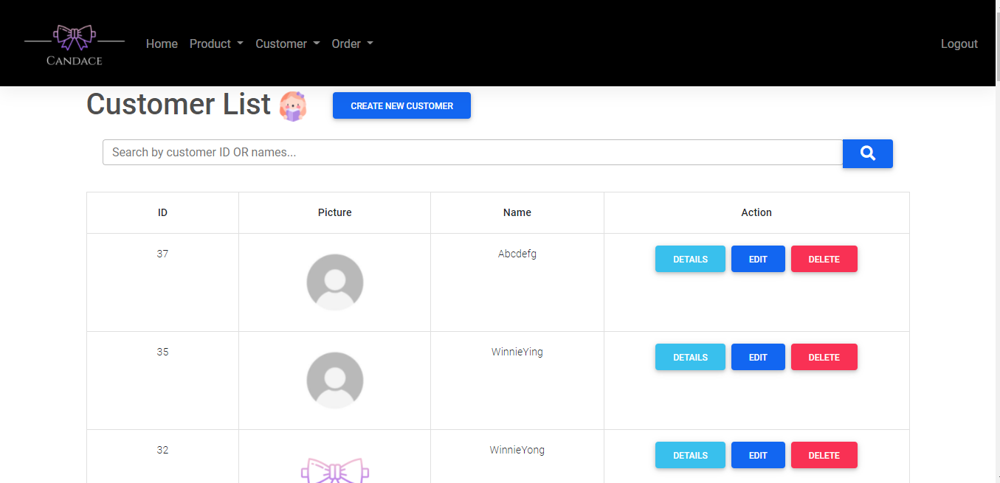 CANDACE
Home Product Customer Order Logout
Customer List CREATE NEW CUSTOMER
Search by customer ID OR names...
ID Picture Name Action
37 Abcdefg DETAILS EDIT DELETE
35 WinnieYing DETAILS EDIT DELETE
32 WinnieYong DETAILS EDIT DELETE